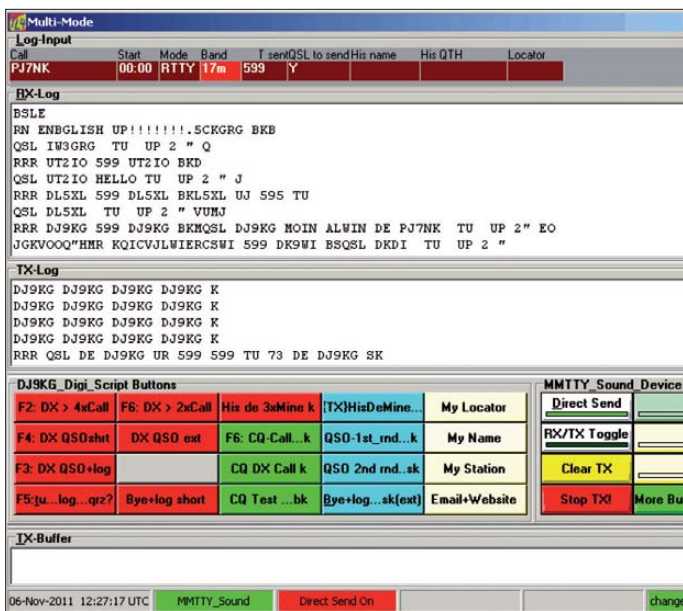 Multi-Mode
Log-Input
Call Start Mode Band T sent QSL to send His name His QTH Locator
PJ7NK 00:00 RTTY 17m 599 Y
RX-Log
BSLE
RN ENBGLISH UP!!!!!!!.5CKGRG BKB
QSL IW3GRG TU UP 2 " Q
RRR UT2IO 599 UT2IO BKD
QSL UT2IO HELLO TU UP 2 " J
RRR DL5XL 599 DL5XL BKL5XL UJ 595 TU
QSL DL5XL TU UP 2 " VUMJ
RRR DJ9KG 599 DJ9KG BKMQSL DJ9KG MOIN ALWIN DE PJ7NK TU UP 2" EO
JGKVOOQ"HMR KQICVJLWIERCSWI 599 DK9WI BSQSL DKDI TU UP 2 "
TX-Log
DJ9KG DJ9KG DJ9KG DJ9KG K
DJ9KG DJ9KG DJ9KG DJ9KG K
DJ9KG DJ9KG DJ9KG DJ9KG K
DJ9KG DJ9KG DJ9KG DJ9KG K
RRR QSL DE DJ9KG UR 599 599 TU 73 DE DJ9KG SK
DJ9KG_Digi_Script Buttons MMTTY_Sound_Device
F2: DX > 4xCall F6: DX > 2xCall His de 3xMine k [TX}HisDeMine... My Locator Direct Send
F4: DX QSOshrt DX QSO ext F6: CQ-Call...k QSO-1st_rnd...k My Name RX/TX Toggle
F3: DX QSO+log CQ DX Call k QSO 2nd rnd..sk My Station Clear TX
F5:tu...log...qrz? Bye+log short CQ Test ...bk Bye+log...sk(ext) Email+Website Stop TX! More Bu
TX-Buffer
06-Nov-2011 12:27:17 UTC MMTTY_Sound Direct Send On change